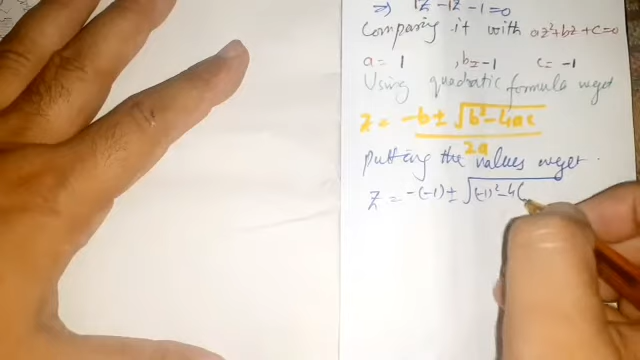 ⇒ 1z² - 1z - 1 = 0
Comparing it with az²+bz+c=0
a = 1 , b = -1 c = -1
Using quadratic formula we get
z = -b ± √b² - 4ac / 2a
putting the values we get .
z = -(-1) ± √(-1)² - 4(